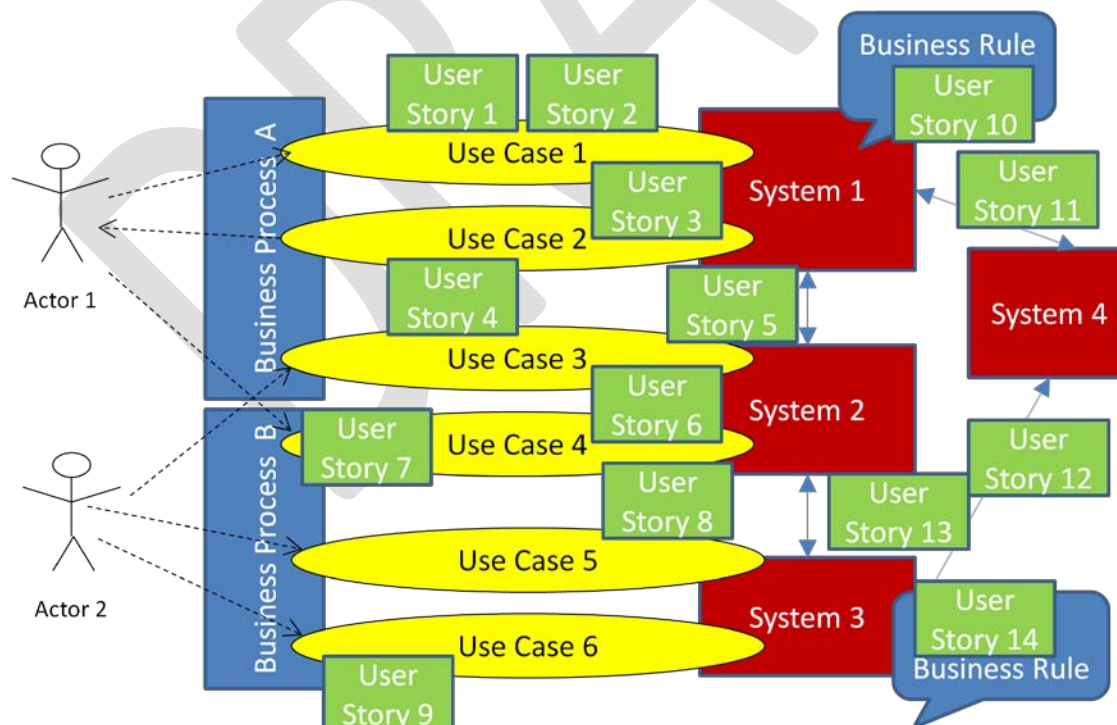 Business Rule
User
Story 10
User
Story 1
User
Story 2
Use Case 1
User
Story 3
System 1
User
Story 11
Business Process A
Use Case 2
Actor 1
User
Story 4
User
Story 5
System 4
Use Case 3
User
Story 6
System 2
Business Process B
User
Story 7
Use Case 4
User
Story 8
User
Story 12
User
Story 13
Use Case 5
Actor 2
User
Story 14
System 3
Use Case 6
Business Rule
User
Story 9